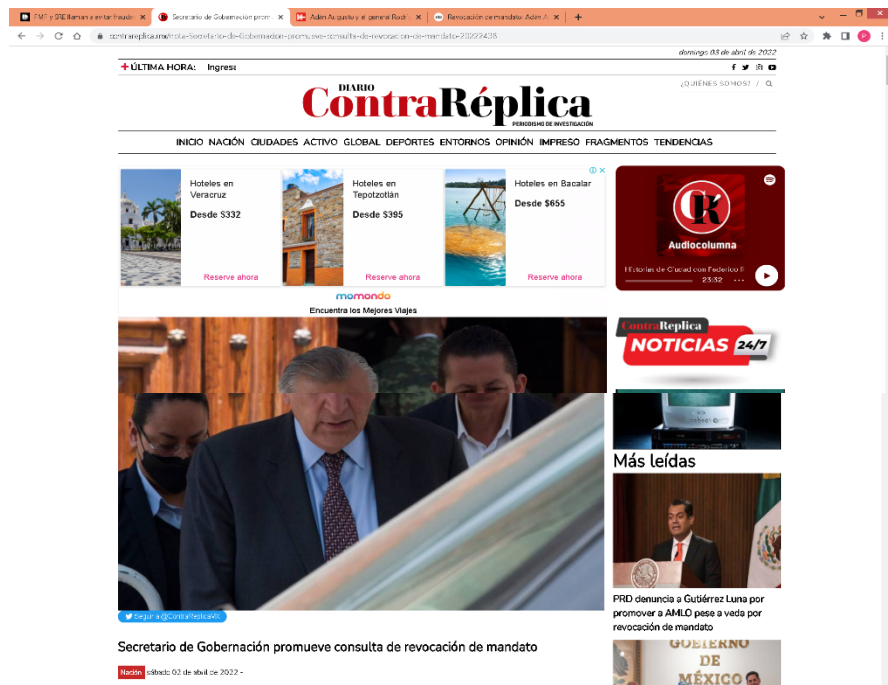 FMF y SRE llaman a evitar fraudes
Secretario de Gobernación prom
Adán Augusto y el general Rodr
Revocación de mandato: Adán A
contrareplica.mx/nota-Secretario-de-Gobernacion-promueve-consulta-de-revocacion-de-mandato-20222438
domingo 03 de abril de 2022
+ ÚLTIMA HORA: Ingresa
¿QUIÉNES SOMOS? /
DIARIO
ContraRéplica
PERIODISMO DE INVESTIGACIÓN
INICIO NACIÓN CIUDADES ACTIVO GLOBAL DEPORTES ENTORNOS OPINIÓN IMPRESO FRAGMENTOS TENDENCIAS
Hoteles en
Veracruz
Desde $332
Reserve ahora
Hoteles en
Tepotzotlán
Desde $395
Reserve ahora
Hoteles en Bacalar
Desde $655
Reserve ahora
momondo
Encuentra los Mejores Viajes
CR
Audiocolumna
Historias de Ciudad con Federico
23:32
ContraReplica
NOTICIAS 24/7
Más leídas
PRD denuncia a Gutiérrez Luna por
promover a AMLO pese a veda por
revocación de mandato
GOBIERNO
DE
MÉXICO
Seguir a @ContraReplicaMX
Secretario de Gobernación promueve consulta de revocación de mandato
Nación sábado 02 de abril de 2022 -